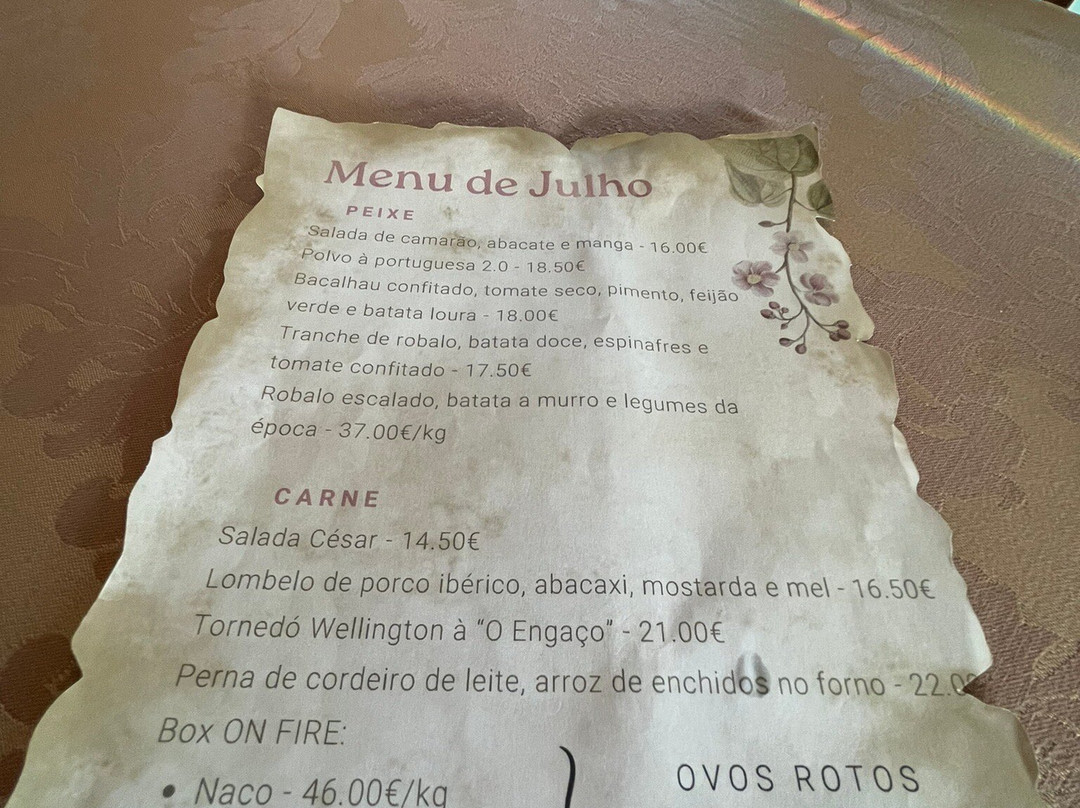 Menu de Julho
PEIXE
Salada de camarão, abacate e manga - 16.00€
Polvo à portuguesa 2.0 - 18.50€
Bacalhau confitado, tomate seco, pimento, feijão
verde e batata loura - 18.00€
Tranche de robalo, batata doce, espinafres e
tomate confitado - 17.50€
Robalo escalado, batata a murro e legumes da
época - 37.00€/kg
CARNE
Salada César - 14.50€
Lombelo de porco ibérico, abacaxi, mostarda e mel - 16.50€
Tornedó Wellington à “O Engaço” - 21.00€
Perna de cordeiro de leite, arroz de enchidos no forno -
Box ON FIRE:
• Naco - 46.00€/kg
OVOS ROTOS